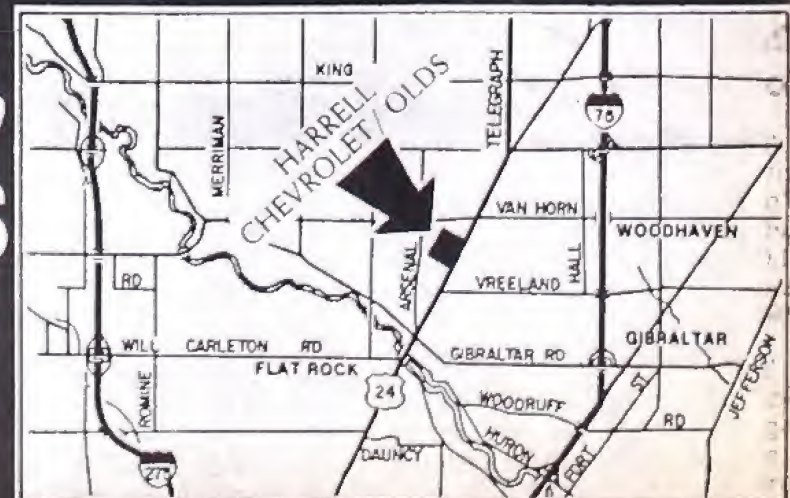 KING
HARRELL
CHEVROLET/OLDS
MERRIMAN
TELEGRAPH
75
VAN HORN
WOODHAVEN
HALL
ARSENAL
VREELAND
RD
WILL CARLETON RD
GIBRALTAR RD
GIBRALTAR
FLAT ROCK
24
ROMINE
WOODRUFF
RD
ST
JEFFERSON
HURON
FORT
DAUNCY
275